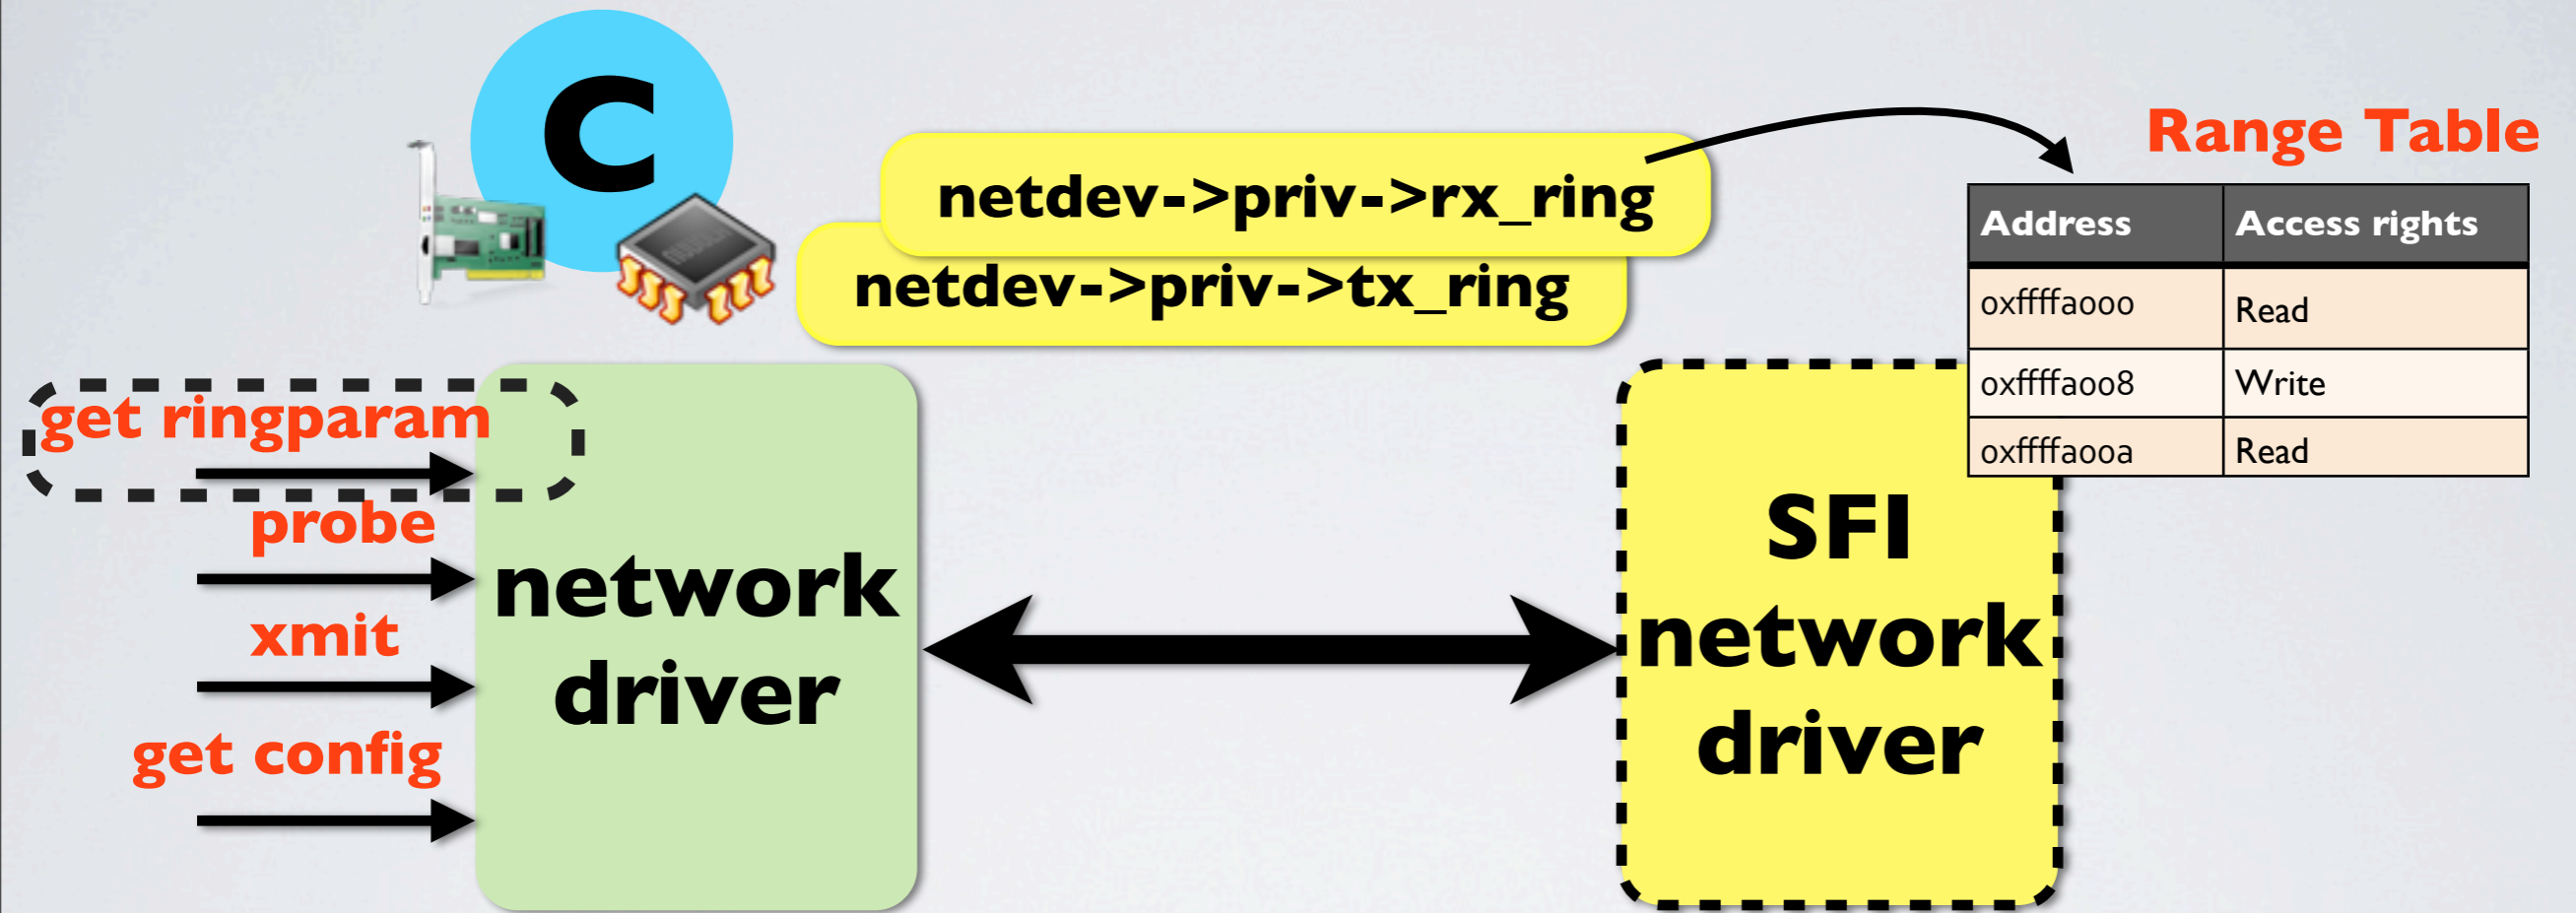 C
netdev->priv->rx_ring
netdev->priv->tx_ring
Range Table
Address Access rights
0xffffa000 Read
0xffffa008 Write
0xffffa00a Read
get ringparam
probe
xmit
get config
network
driver
SFI
network
driver